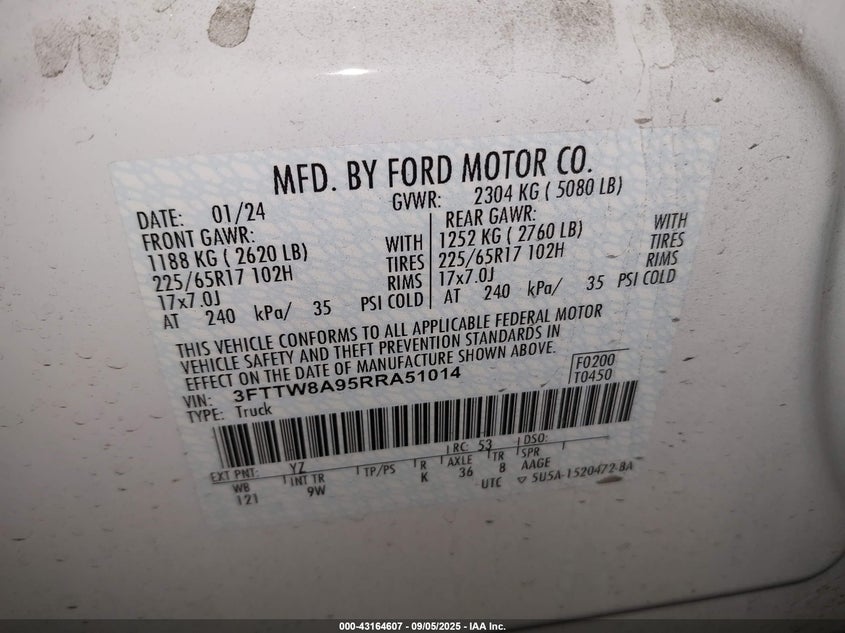 MFD. BY FORD MOTOR CO.
DATE: 01/24
GVWR: 2304 KG ( 5080 LB)
FRONT GAWR:
1188 KG ( 2620 LB) WITH
225/65R17 102H TIRES
17x7.0J RIMS
AT 240 kPa/ 35 PSI COLD
REAR GAWR:
1252 KG ( 2760 LB) WITH
225/65R17 102H TIRES
17x7.0J RIMS
AT 240 kPa/ 35 PSI COLD
THIS VEHICLE CONFORMS TO ALL APPLICABLE FEDERAL MOTOR
VEHICLE SAFETY AND THEFT PREVENTION STANDARDS IN
EFFECT ON THE DATE OF MANUFACTURE SHOWN ABOVE.
VIN: 3FTTW8A95RRA51014
TYPE: Truck
F0200
T0450
EXT PNT: YZ RC: 53 DSO:
WB INT TR TP/PS R AXLE TR SPR
121 9W K 36 8 AAGE
UTC ▽ 5U5A-1520472-BA
000-43164607 - 09/05/2025 - IAA Inc.